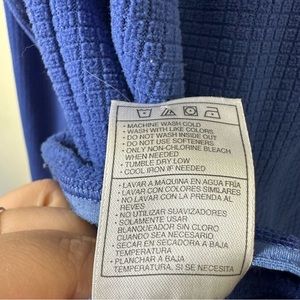 • MACHINE WASH COLD
• WASH WITH LIKE COLORS
• DO NOT WASH INSIDE OUT
• DO NOT USE SOFTENERS
• ONLY NON-CHLORINE BLEACH
WHEN NEEDED
• TUMBLE DRY LOW
• COOL IRON IF NEEDED
• LAVAR A MAQUINA EN AGUA FRÍA
• LAVAR CON COLORES SIMILARES
• NO LAVAR CON LA PRENDA AL
REVES
• NO UTILIZAR SUAVIZADORES
• SOLAMENTE USAR
BLANQUEADOR SIN CLORO
CUANDO SEA NECESSARIO
• SECAR EN SECADORA A BAJA
TEMPERATURA
• PLANCHAR A BAJA
TEMPERATURA, SI SE NECESITA